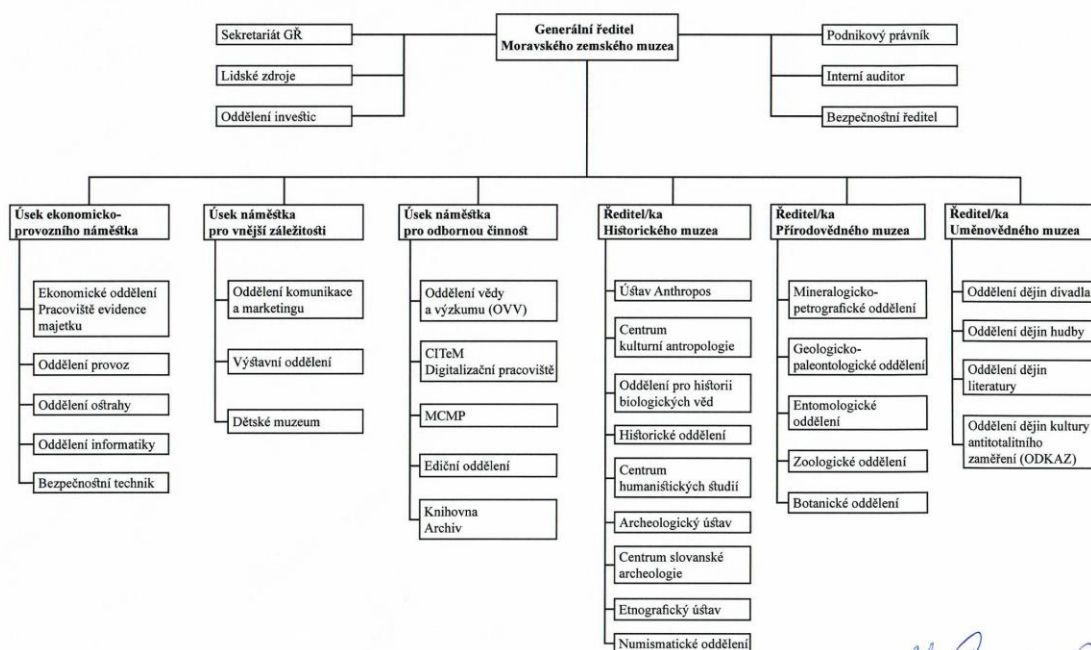 Generální ředitel
Moravského zemského muzea
Sekretariát GŘ
Lidské zdroje
Oddělení investic
Podnikový právník
Interní auditor
Bezpečnostní ředitel
Úsek ekonomicko-
provozního náměstka
Ekonomické oddělení
Pracoviště evidence
majetku
Oddělení provoz
Oddělení ostrahy
Oddělení informatiky
Bezpečnostní technik
Úsek náměstka
pro vnější záležitosti
Oddělení komunikace
a marketingu
Výstavní oddělení
Dětské muzeum
Úsek náměstka
pro odbornou činnost
Oddělení vědy
a výzkumu (OVV)
CITeM
Digitalizační pracoviště
MCMP
Ediční oddělení
Knihovna
Archiv
Ředitel/ka
Historického muzea
Ústav Anthropos
Centrum
kulturní antropologie
Oddělení pro historii
biologických věd
Historické oddělení
Centrum
humanistických studií
Archeologický ústav
Centrum slovanské
archeologie
Etnografický ústav
Numismatické oddělení
Ředitel/ka
Přírodovědného muzea
Mineralogicko-
petrografické oddělení
Geologicko-
paleontologické oddělení
Entomologické
oddělení
Zoologické oddělení
Botanické oddělení
Ředitel/ka
Uměnovědného muzea
Oddělení dějin divadla
Oddělení dějin hudby
Oddělení dějin
literatury
Oddělení dějin kultury
antitotalitního
zaměření (ODKAZ)